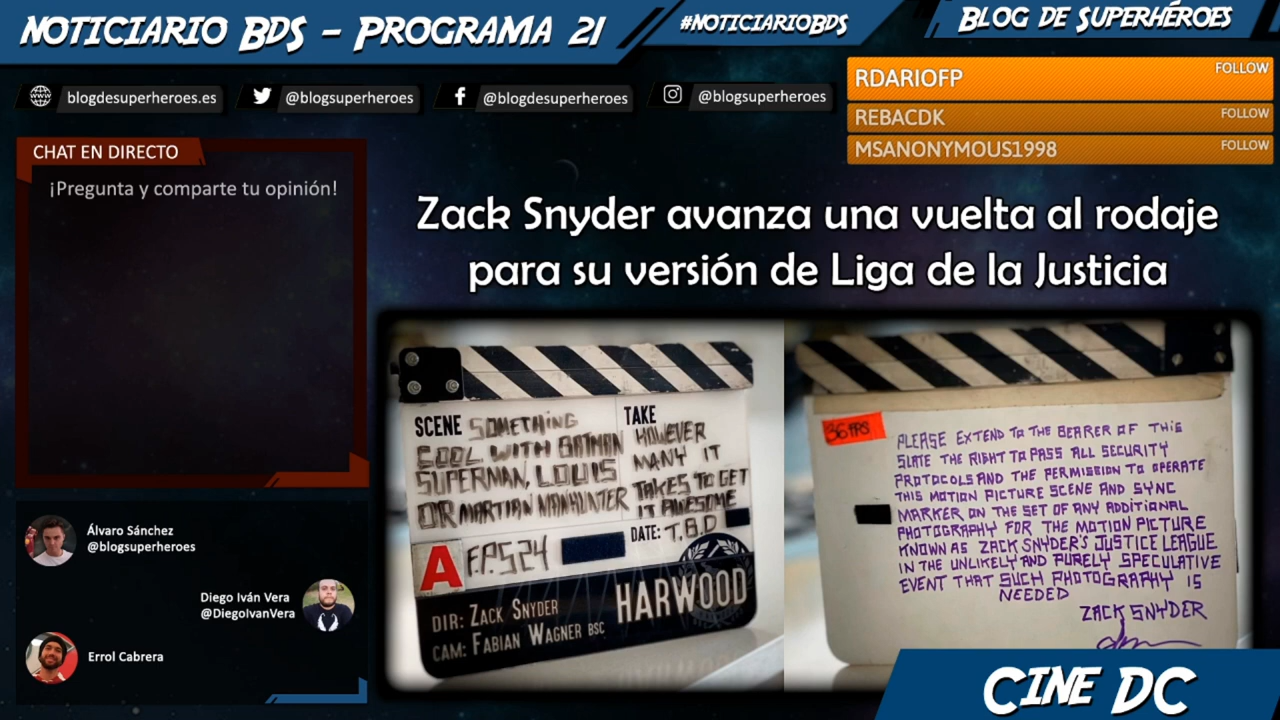 NOTICIARIO BDS - PROGRAMA 21
#NOTICIARIOBDS
BLOG DE SUPERHÉROES
blogdesuperheroes.es
@blogsuperheroes
@blogdesuperheroes
@blogsuperheroes
RDARIOFP FOLLOW
REBACDK FOLLOW
MSANONYMOUS1998 FOLLOW
CHAT EN DIRECTO
¡Pregunta y comparte tu opinión!
Zack Snyder avanza una vuelta al rodaje
para su versión de Liga de la Justicia
SCENE SOMETHING
COOL WITH BATMAN
SUPERMAN, LOUIS
OR MARTIAN MANHUNTER
TAKE
HOWEVER
MANY IT
TAKES TO GET
IT AWESOME
DATE: T.B.D
A F.P.S 24
HARWOOD
DIR: ZACK SNYDER
CAM: FABIAN WAGNER BSC
36 FPS
PLEASE EXTEND TO THE BEARER OF THIS
SLATE THE RIGHT TO PASS ALL SECURITY
PROTOCOLS AND THE PERMISSION TO OPERATE
THIS MOTION PICTURE SCENE AND SYNC
MARKER ON THE SET OF ANY ADDITIONAL
PHOTOGRAPHY FOR THE MOTION PICTURE
KNOWN AS ZACK SNYDER'S JUSTICE LEAGUE
IN THE UNLIKELY AND PURELY SPECULATIVE
EVENT THAT SUCH PHOTOGRAPHY IS
NEEDED
ZACK SNYDER
Álvaro Sánchez
@blogsuperheroes
Diego Iván Vera
@DiegoIvanVera
Errol Cabrera
CINE DC